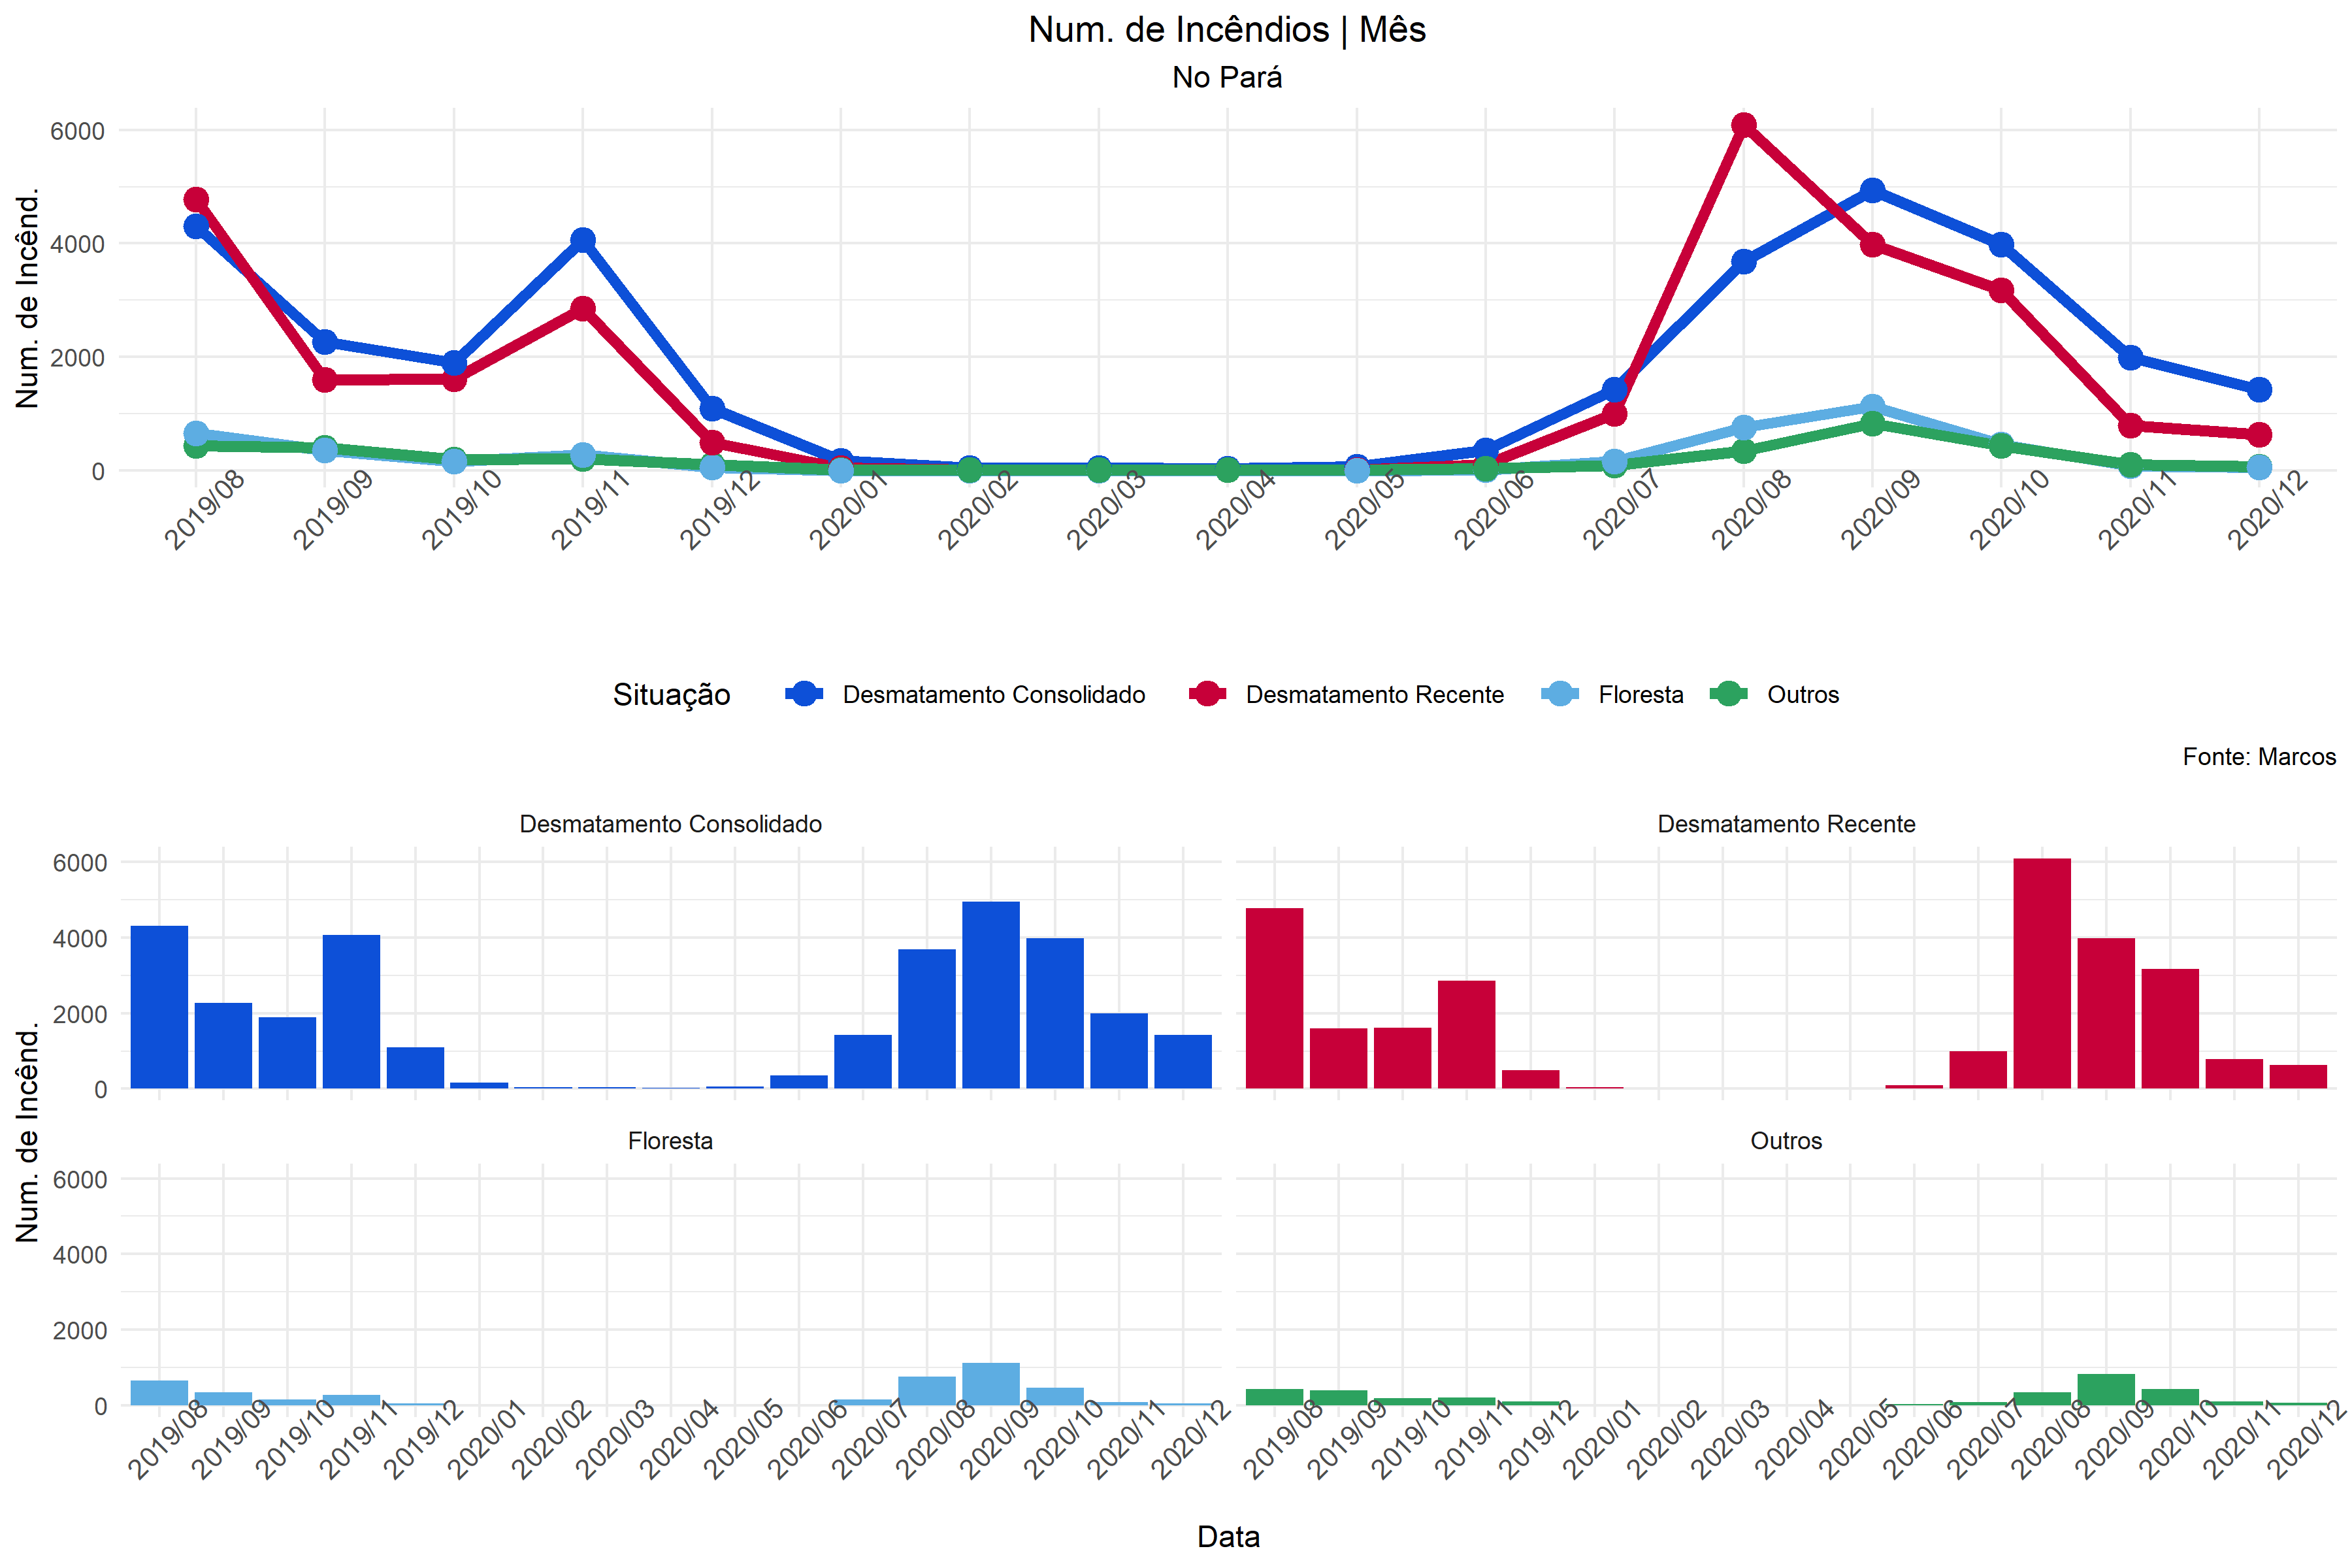 Num. de Incêndios | Mês
No Pará
Num. de Incênd.
6000
4000
2000
0
2019/08 2019/09 2019/10 2019/11 2019/12 2020/01 2020/02 2020/03 2020/04 2020/05 2020/06 2020/07 2020/08 2020/09 2020/10 2020/11 2020/12
Situação Desmatamento Consolidado Desmatamento Recente Floresta Outros
Fonte: Marcos
Desmatamento Consolidado Desmatamento Recente
Num. de Incênd.
6000
4000
2000
0
Floresta Outros
6000
4000
2000
0
2019/08 2019/09 2019/10 2019/11 2019/12 2020/01 2020/02 2020/03 2020/04 2020/05 2020/06 2020/07 2020/08 2020/09 2020/10 2020/11 2020/12 2019/08 2019/09 2019/10 2019/11 2019/12 2020/01 2020/02 2020/03 2020/04 2020/05 2020/06 2020/07 2020/08 2020/09 2020/10 2020/11 2020/12
Data